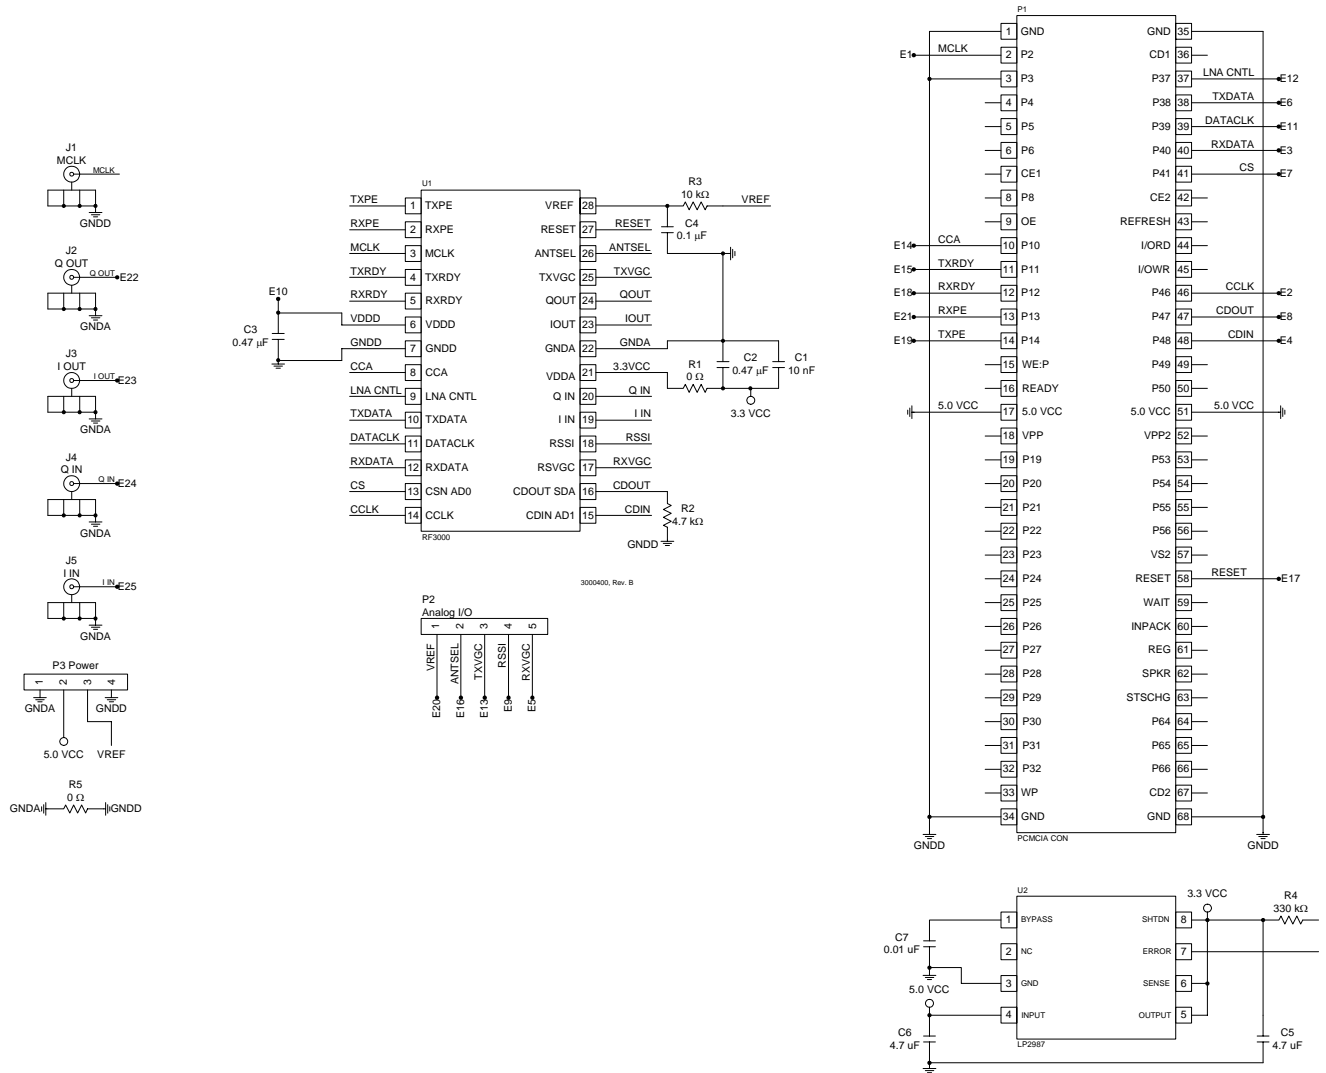 J1
MCLK
MCLK
GNDD
J2
Q OUT
Q OUT
E22
GNDA
J3
I OUT
I OUT
E23
GNDA
J4
Q IN
Q IN
E24
GNDA
J5
I IN
I IN
E25
GNDA
P3 Power
1 2 3 4
GNDA GNDD
5.0 VCC VREF
R5
0 Ω
GNDA GNDD
E10
C3
0.47 µF
U1
TXPE 1 TXPE
RXPE 2 RXPE
MCLK 3 MCLK
TXRDY 4 TXRDY
RXRDY 5 RXRDY
VDDD 6 VDDD
GNDD 7 GNDD
CCA 8 CCA
LNA CNTL 9 LNA CNTL
TXDATA 10 TXDATA
DATACLK 11 DATACLK
RXDATA 12 RXDATA
CS 13 CSN AD0
CCLK 14 CCLK
VREF 28
RESET 27 RESET
ANTSEL 26 ANTSEL
TXVGC 25 TXVGC
QOUT 24 QOUT
IOUT 23 IOUT
GNDA 22 GNDA
VDDA 21 3.3VCC
Q IN 20 Q IN
I IN 19 I IN
RSSI 18 RSSI
RSVGC 17 RXVGC
CDOUT SDA 16 CDOUT
CDIN AD1 15 CDIN
RF3000
R3
10 kΩ
VREF
C4
0.1 µF
R1
0 Ω
C2
0.47 µF
C1
10 nF
3.3 VCC
R2
4.7 kΩ
GNDD
3000400, Rev. B
P2
Analog I/O
1 2 3 4 5
VREF ANTSEL TXVGC RSSI RXVGC
E20 E16 E13 E9 E5
P1
1 GND
E1 MCLK 2 P2
3 P3
4 P4
5 P5
6 P6
7 CE1
8 P8
9 OE
E14 CCA 10 P10
E15 TXRDY 11 P11
E18 RXRDY 12 P12
E21 RXPE 13 P13
E19 TXPE 14 P14
15 WE:P
16 READY
5.0 VCC 17 5.0 VCC
18 VPP
19 P19
20 P20
21 P21
22 P22
23 P23
24 P24
25 P25
26 P26
27 P27
28 P28
29 P29
30 P30
31 P31
32 P32
33 WP
34 GND
GND 35
CD1 36
P37 37 LNA CNTL E12
P38 38 TXDATA E6
P39 39 DATACLK E11
P40 40 RXDATA E3
P41 41 CS E7
CE2 42
REFRESH 43
I/ORD 44
I/OWR 45
P46 46 CCLK E2
P47 47 CDOUT E8
P48 48 CDIN E4
P49 49
P50 50
5.0 VCC 51 5.0 VCC
VPP2 52
P53 53
P54 54
P55 55
P56 56
VS2 57
RESET 58 RESET E17
WAIT 59
INPACK 60
REG 61
SPKR 62
STSCHG 63
P64 64
P65 65
P66 66
CD2 67
GND 68
GNDD
PCMCIA CON
GNDD
U2
1 BYPASS
2 NC
3 GND
4 INPUT
SHTDN 8
ERROR 7
SENSE 6
OUTPUT 5
LP2987
C7
0.01 uF
5.0 VCC
C6
4.7 uF
3.3 VCC
R4
330 kΩ
C5
4.7 uF